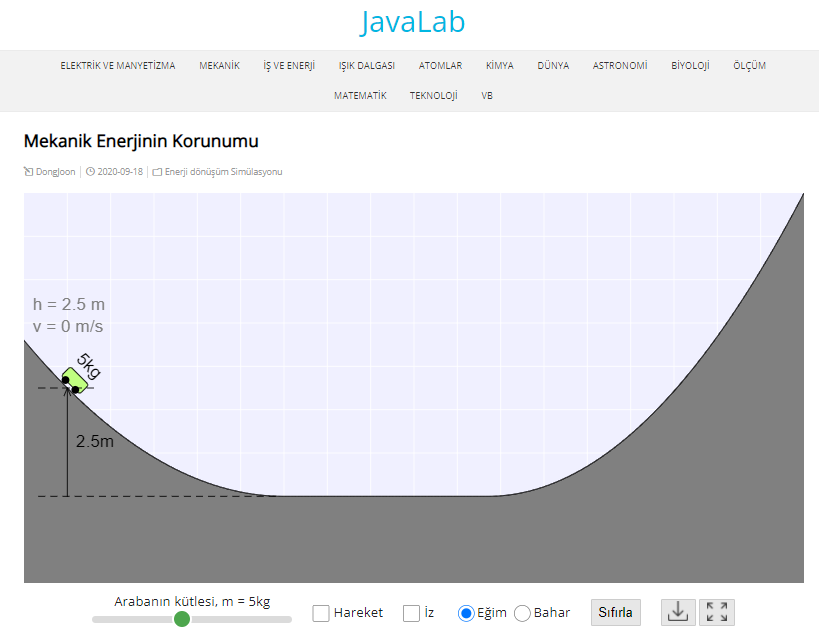 JavaLab
ELEKTRİK VE MANYETİZMA MEKANİK İŞ VE ENERJİ IŞIK DALGASI ATOMLAR KİMYA DÜNYA ASTRONOMİ BİYOLOJİ ÖLÇÜM
MATEMATİK TEKNOLOJİ VB
Mekanik Enerjinin Korunumu
DongJoon 2020-09-18 Enerji dönüşüm Simülasyonu
h = 2.5 m
v = 0 m/s
5kg
2.5m
Arabanın kütlesi, m = 5kg
Hareket İz Eğim Bahar Sıfırla